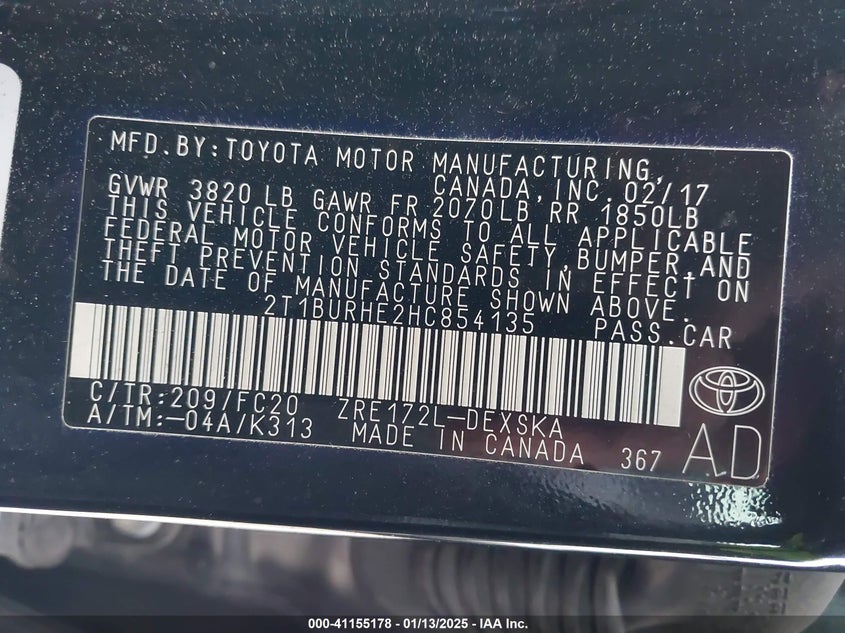 MFD.BY:TOYOTA MOTOR MANUFACTURING,
CANADA,INC.02/17
GVWR 3820 LB GAWR FR 2070LB RR 1850LB
THIS VEHICLE CONFORMS TO ALL APPLICABLE
FEDERAL MOTOR VEHICLE SAFETY,BUMPER,AND
THEFT PREVENTION STANDARDS IN EFFECT ON
THE DATE OF MANUFACTURE SHOWN ABOVE.
2T1BURHE2HC854135 PASS.CAR
C/TR:209/FC20 ZRE172L-DEXSKA
A/TM:-04A/K313 MADE IN CANADA 367 AD
000-41155178 - 01/13/2025 - IAA Inc.